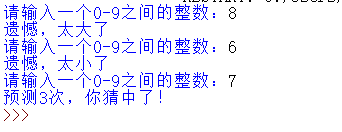 请输入一个0-9之间的整数：8
遗憾，太大了
请输入一个0-9之间的整数：6
遗憾，太小了
请输入一个0-9之间的整数：7
预测3次，你猜中了！
>>>